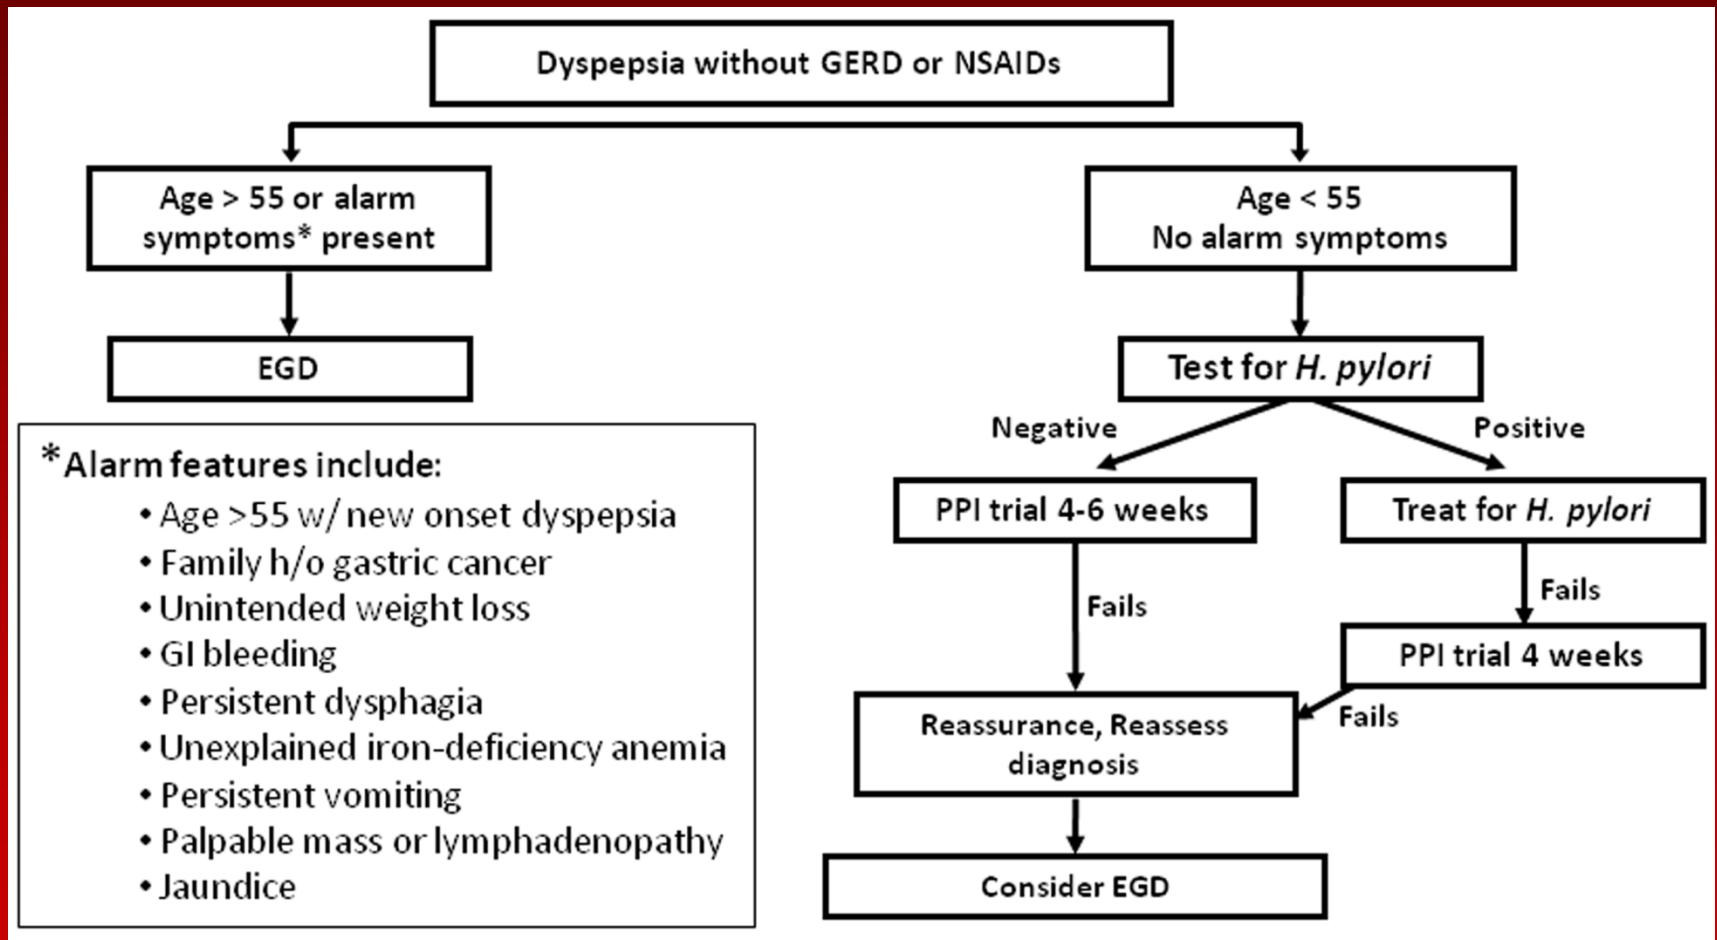 Dyspepsia without GERD or NSAIDs
Age > 55 or alarm
symptoms* present
EGD
*Alarm features include:
• Age >55 w/ new onset dyspepsia
• Family h/o gastric cancer
• Unintended weight loss
• GI bleeding
• Persistent dysphagia
• Unexplained iron-deficiency anemia
• Persistent vomiting
• Palpable mass or lymphadenopathy
• Jaundice
Age < 55
No alarm symptoms
Test for H. pylori
Negative
Positive
PPI trial 4-6 weeks
Treat for H. pylori
Fails
Fails
PPI trial 4 weeks
Fails
Reassurance, Reassess
diagnosis
Consider EGD